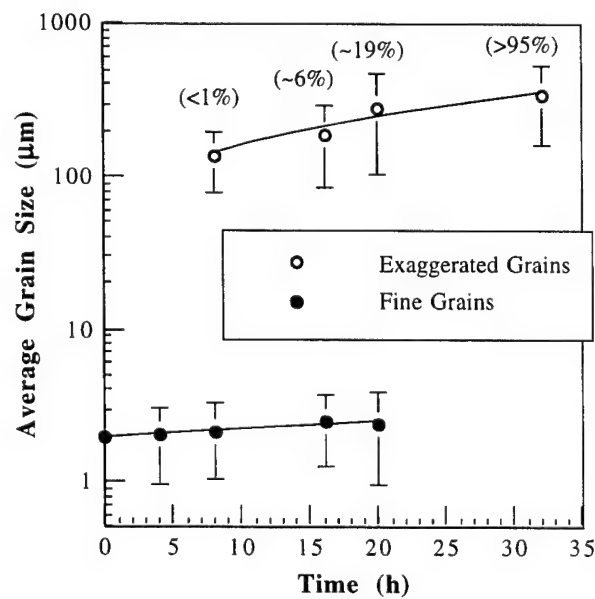 1000
100
10
1
Average Grain Size (μm)
(<1%)
(~6%)
(~19%)
(>95%)
Exaggerated Grains
Fine Grains
0 5 10 15 20 25 30 35
Time (h)